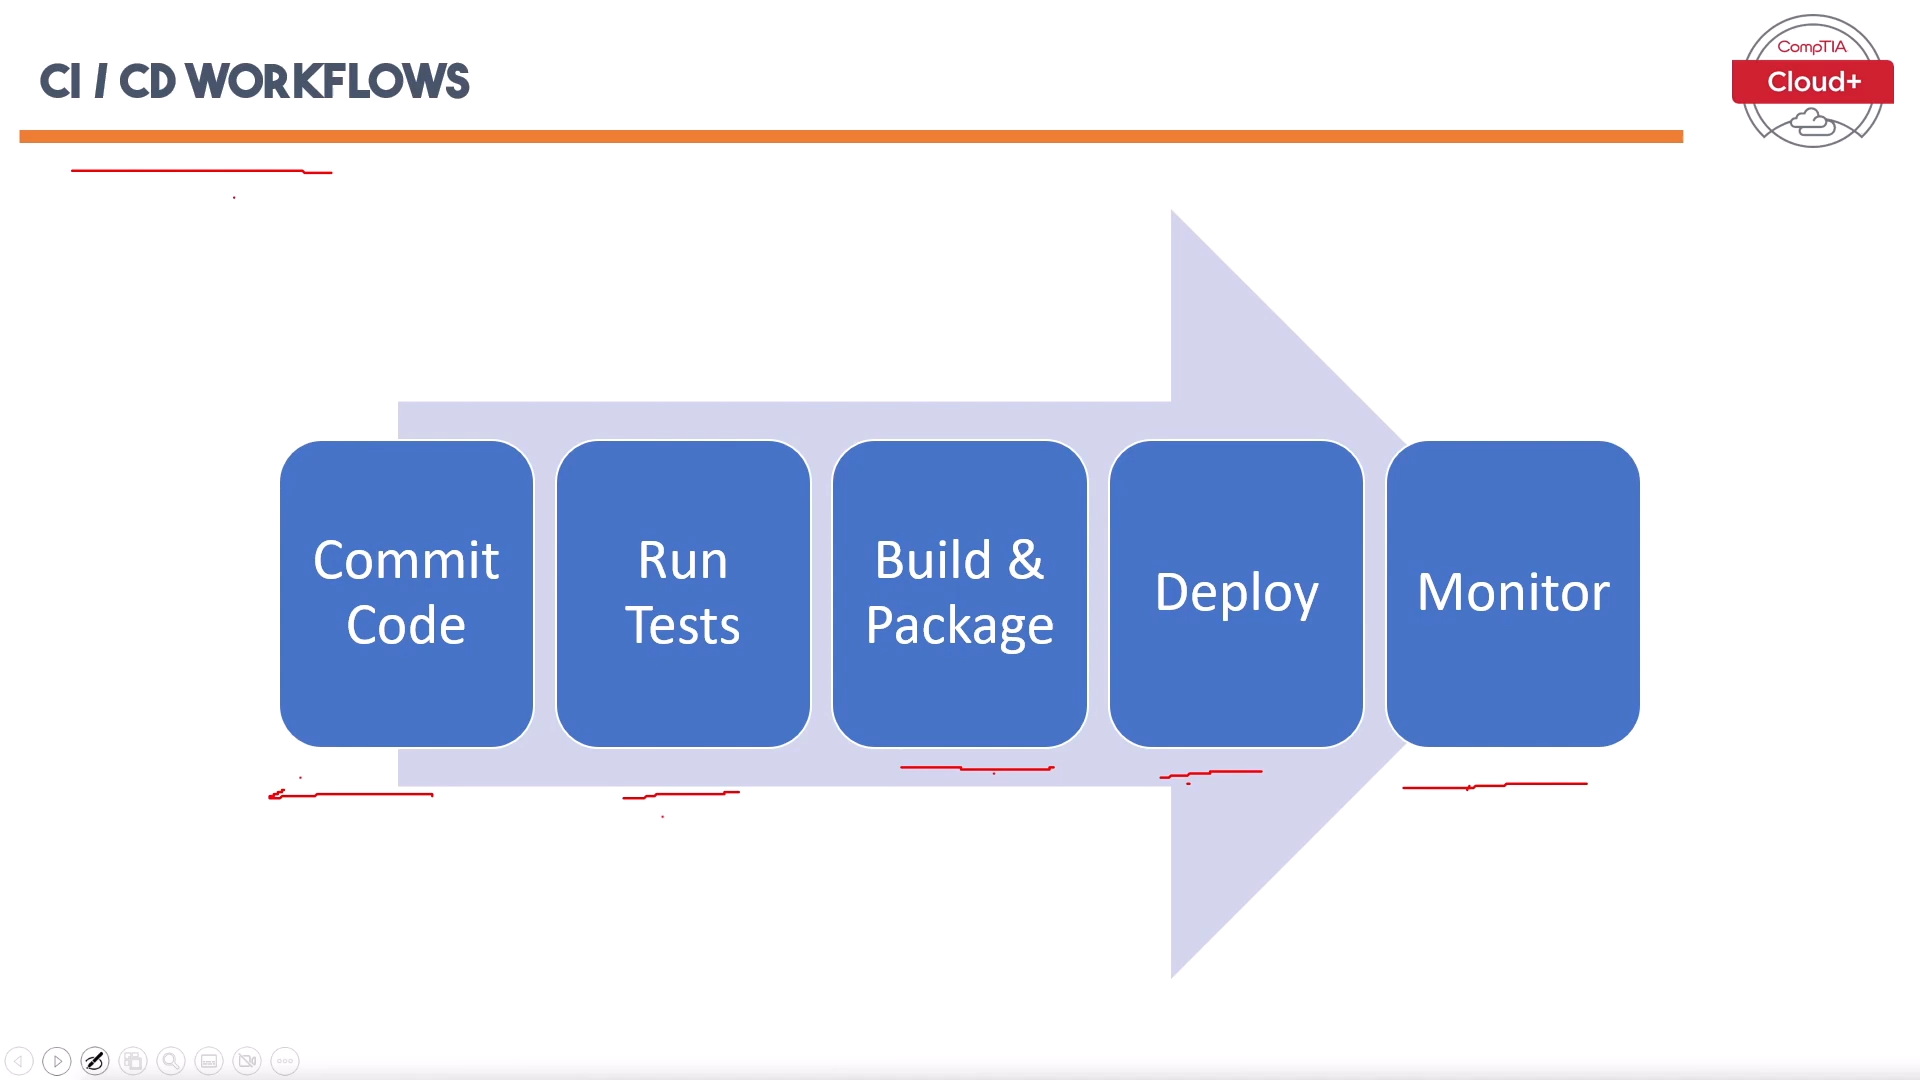 CI / CD WORKFLOWS
CompTIA
Cloud+
Commit
Code
Run
Tests
Build &
Package
Deploy
Monitor